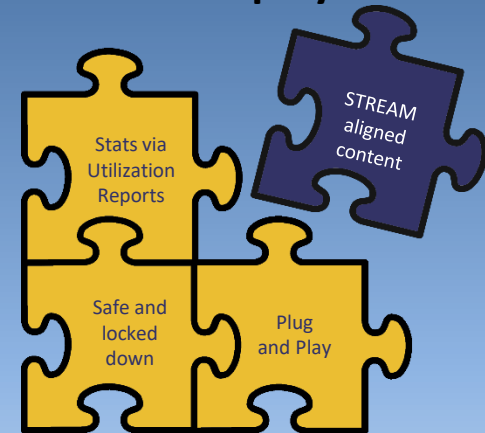 Stats via
Utilization
Reports
STREAM
aligned
content
Safe and
locked
down
Plug
and Play